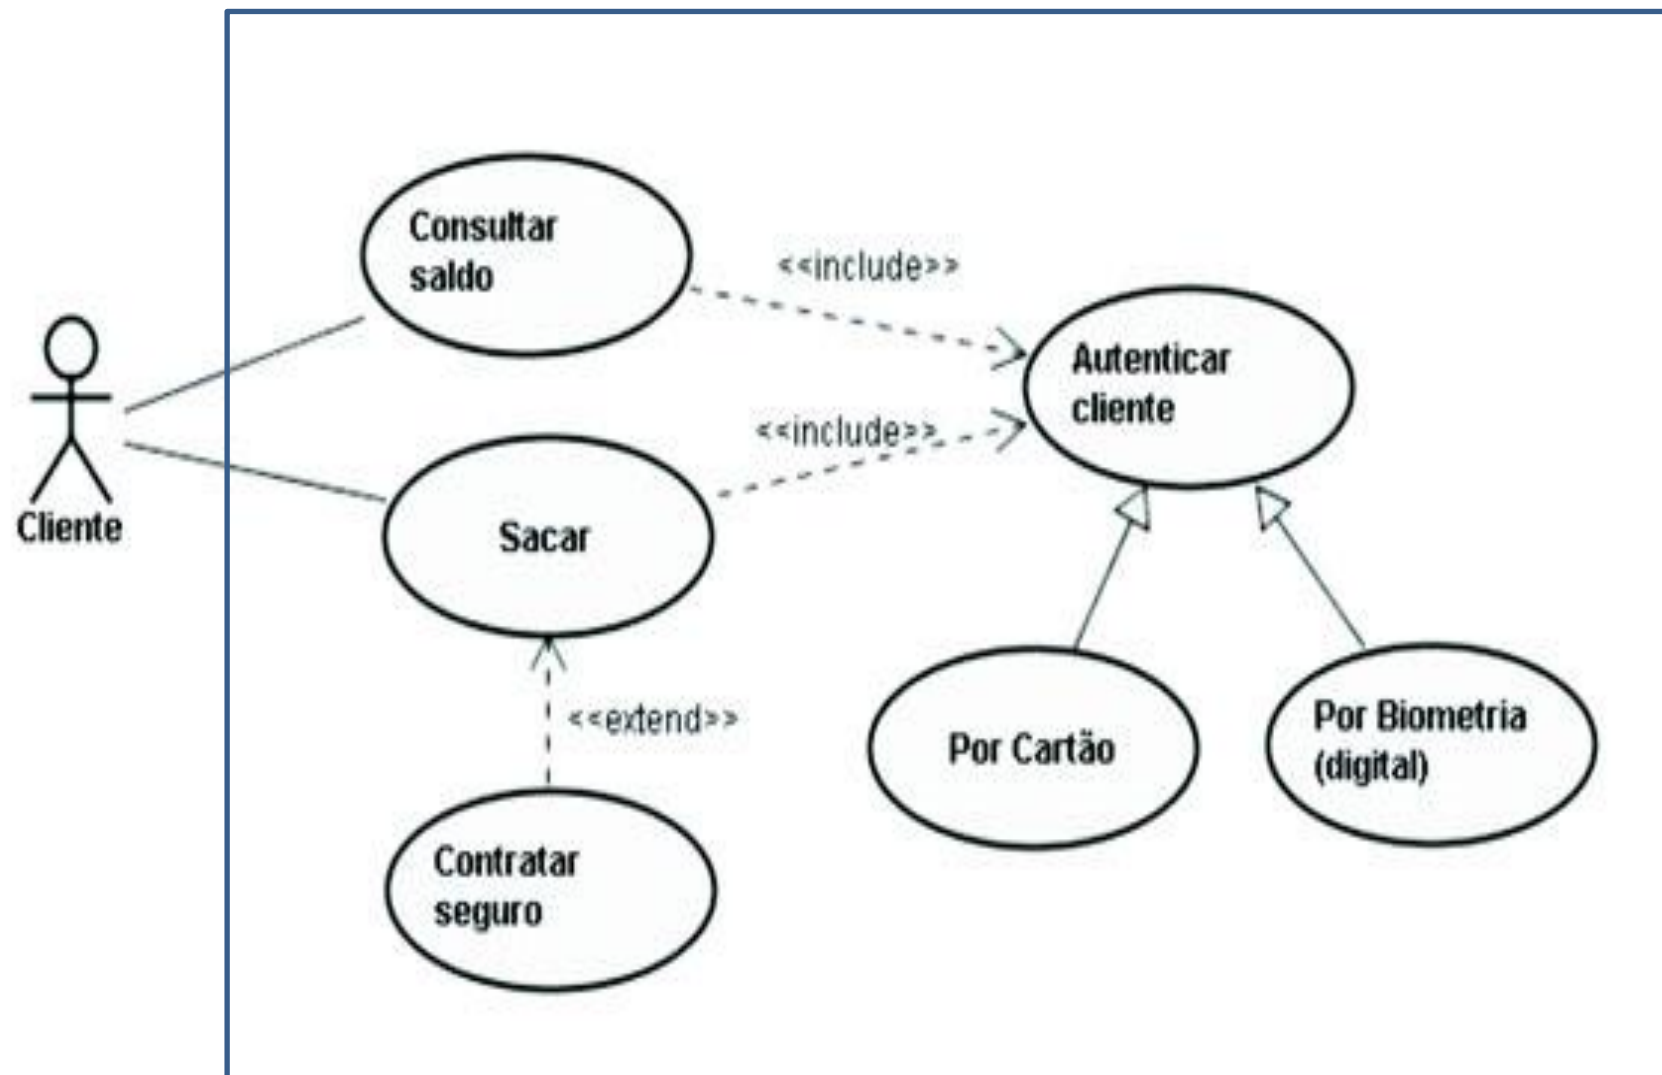 Consultar
saldo
<<include>>
Autenticar
cliente
<<include>>
Cliente
Sacar
<<extend>>
Por Cartão
Por Biometria
(digital)
Contratar
seguro